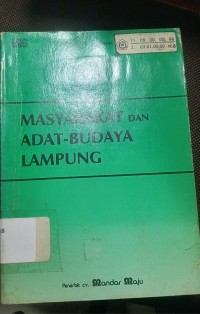 MASYARAKAT DAN
ADAT-BUDAYA
LAMPUNG
Penerbit CV. Mandar Maju